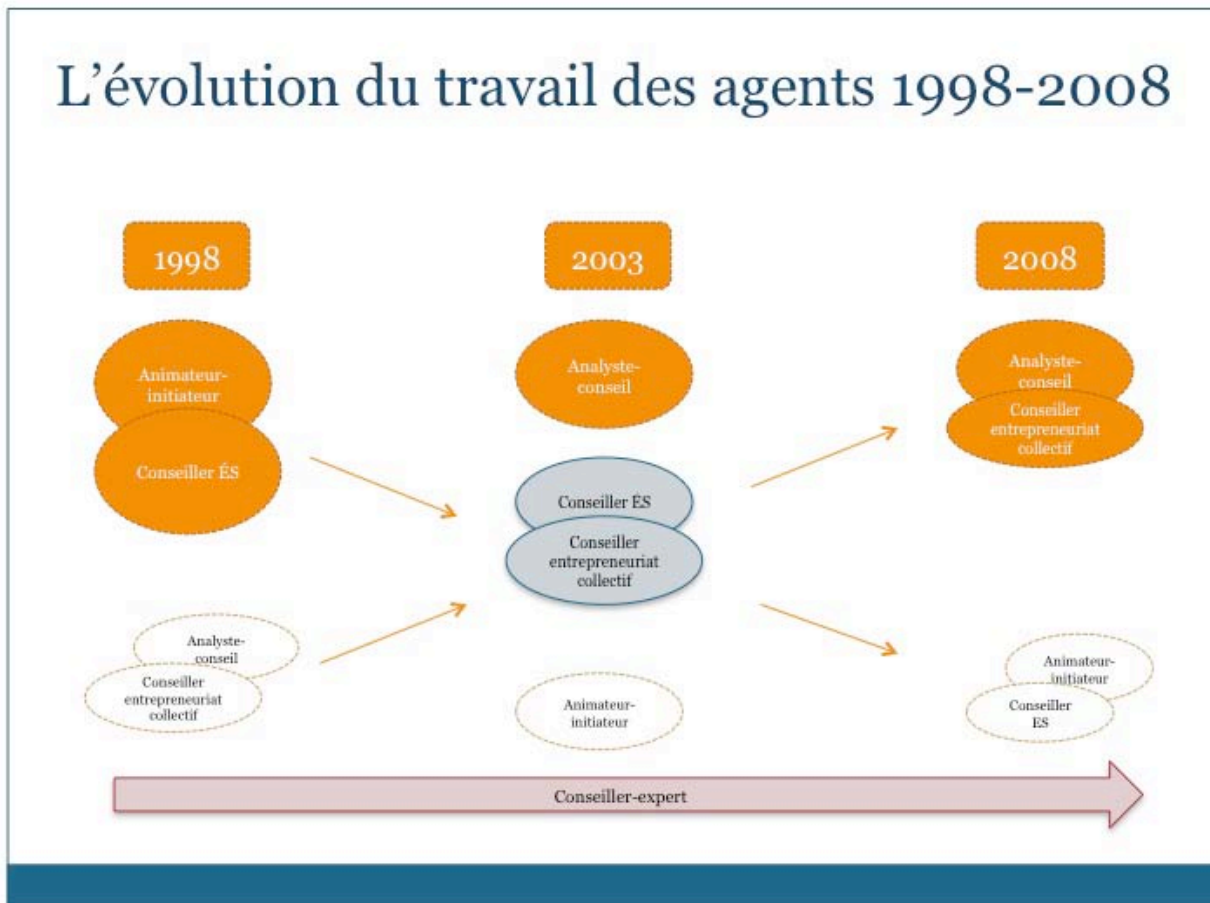 L'évolution du travail des agents 1998-2008
1998
2003
2008
Animateur-
initiateur
Conseiller ÉS
Analyste-
conseil
Analyste-
conseil
Conseiller
entrepreneuriat
collectif
Conseiller ÉS
Conseiller
entrepreneuriat
collectif
Analyste-
conseil
Conseiller
entrepreneuriat
collectif
Animateur-
initiateur
Animateur-
initiateur
Conseiller
ES
Conseiller-expert